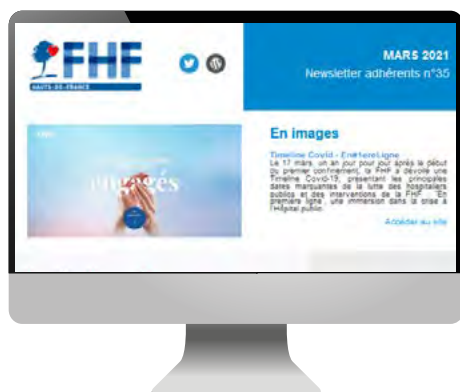 FHF
HAUTS-DE-FRANCE
MARS 2021
Newsletter adhérents n°35
engagés
En images
Timeline Covid - En#1ereLigne
Le 17 mars, un an jour pour jour après le début
du premier confinement, la FHF a dévoilé une
Timeline Covid-19, présentant les principales
dates marquantes de la lutte des hospitaliers
publics et des interventions de la FHF. "En
première ligne", une immersion dans la crise à
l'Hôpital public.
Accéder au site